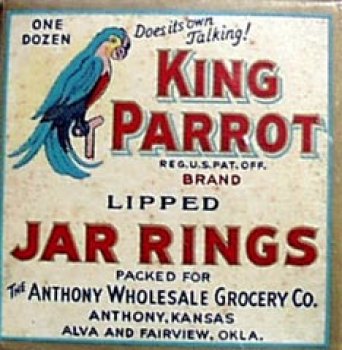 ONE
DOZEN
Does its own
Talking!
KING
PARROT
REG.U.S.PAT.OFF.
BRAND
LIPPED
JAR RINGS
PACKED FOR
THE ANTHONY WHOLESALE GROCERY CO.
ANTHONY, KANSAS
ALVA AND FAIRVIEW, OKLA.